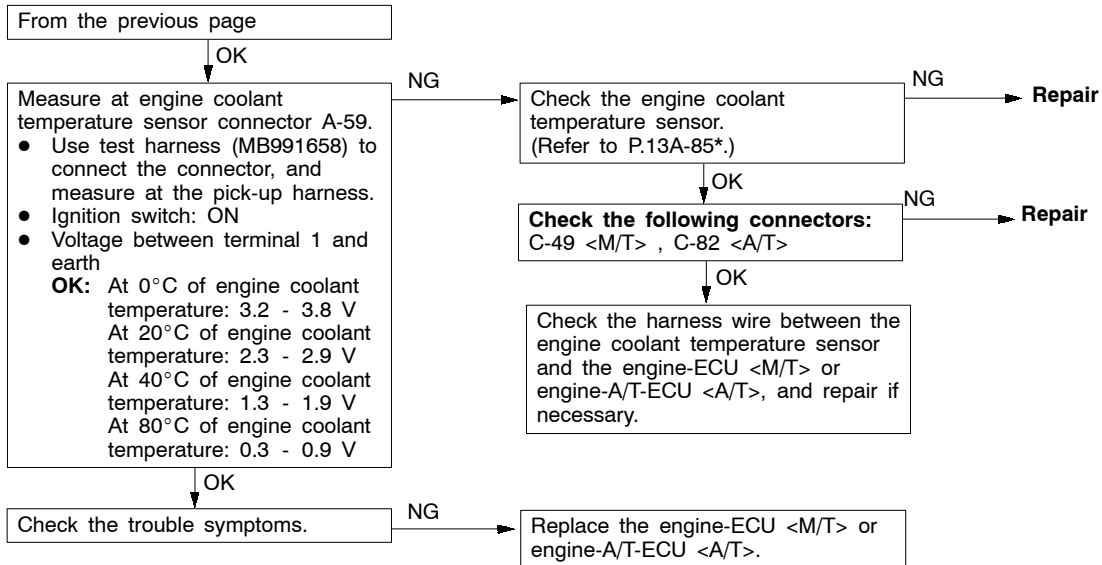 From the previous page
OK
Measure at engine coolant
temperature sensor connector A-59.
● Use test harness (MB991658) to
connect the connector, and
measure at the pick-up harness.
● Ignition switch: ON
● Voltage between terminal 1 and
earth
OK: At 0°C of engine coolant
temperature: 3.2 - 3.8 V
At 20°C of engine coolant
temperature: 2.3 - 2.9 V
At 40°C of engine coolant
temperature: 1.3 - 1.9 V
At 80°C of engine coolant
temperature: 0.3 - 0.9 V
NG
Check the engine coolant
temperature sensor.
(Refer to P.13A-85*.)
NG
Repair
OK
Check the following connectors:
C-49 <M/T> , C-82 <A/T>
NG
Repair
OK
Check the harness wire between the
engine coolant temperature sensor
and the engine-ECU <M/T> or
engine-A/T-ECU <A/T>, and repair if
necessary.
OK
Check the trouble symptoms.
NG
Replace the engine-ECU <M/T> or
engine-A/T-ECU <A/T>.